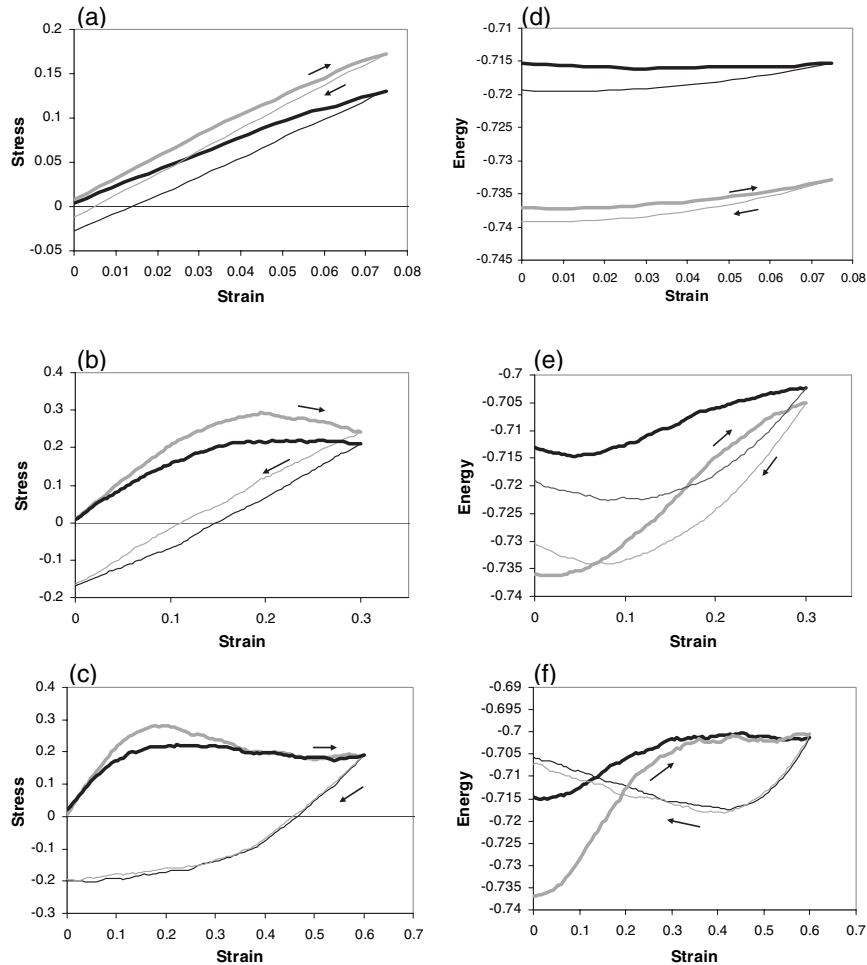 (a)
0.2
0.15
0.1
0.05
0
-0.05
Stress
0 0.01 0.02 0.03 0.04 0.05 0.06 0.07 0.08
Strain
(d)
-0.71
-0.715
-0.72
-0.725
-0.73
-0.735
-0.74
-0.745
Energy
0 0.01 0.02 0.03 0.04 0.05 0.06 0.07 0.08
Strain
(b)
0.4
0.3
0.2
0.1
0
-0.1
-0.2
Stress
0 0.1 0.2 0.3
Strain
(e)
-0.7
-0.705
-0.71
-0.715
-0.72
-0.725
-0.73
-0.735
-0.74
Energy
0 0.1 0.2 0.3
Strain
(c)
0.4
0.3
0.2
0.1
0
-0.1
-0.2
-0.3
Stress
0 0.1 0.2 0.3 0.4 0.5 0.6 0.7
Strain
(f)
-0.69
-0.695
-0.7
-0.705
-0.71
-0.715
-0.72
-0.725
-0.73
-0.735
-0.74
Energy
0 0.1 0.2 0.3 0.4 0.5 0.6 0.7
Strain